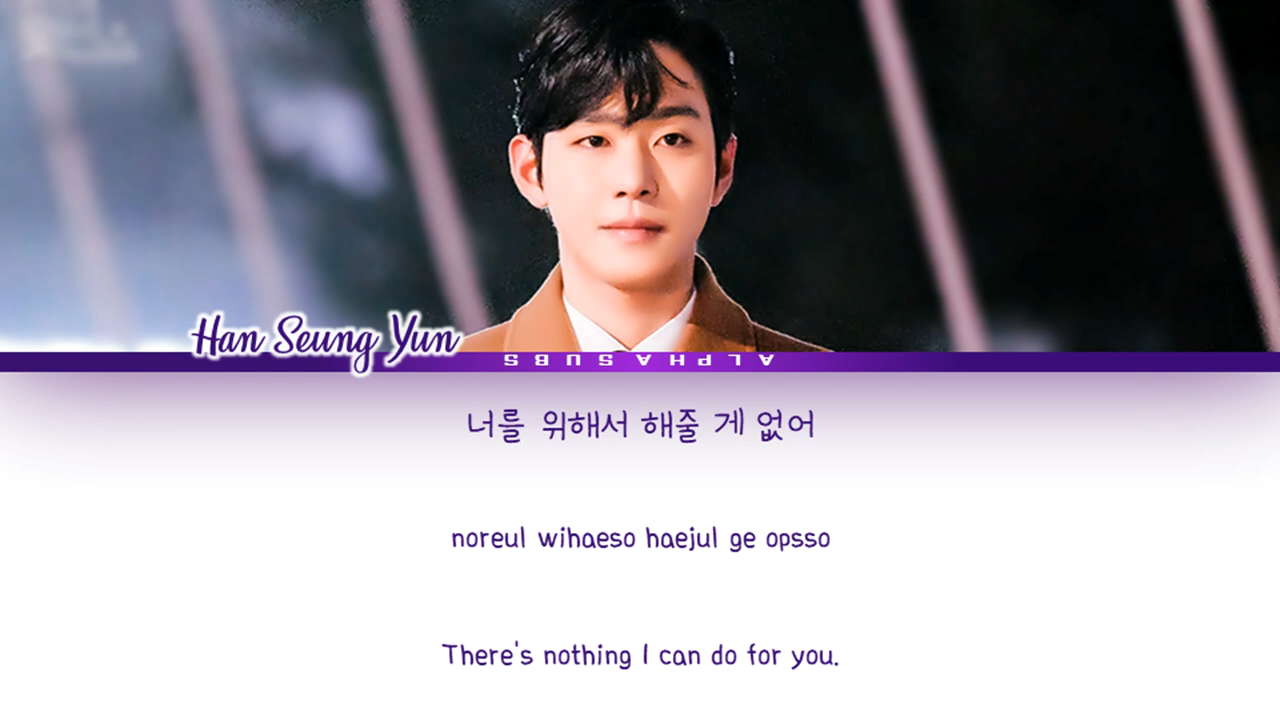 Han Seung Yun
ALPHASUBS
너를 위해서 해줄 게 없어
noreul wihaeso haejul ge opsso
There's nothing I can do for you.